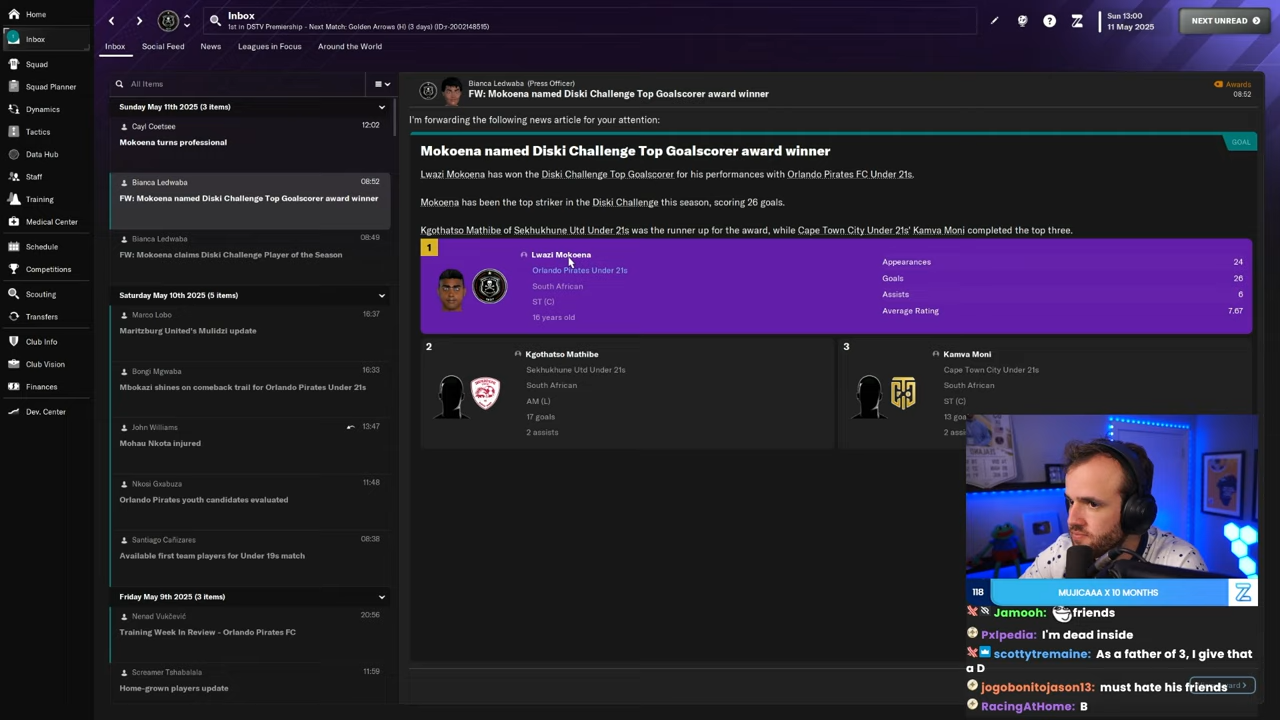 Home
Inbox
Squad
Squad Planner
Dynamics
Tactics
Data Hub
Staff
Training
Medical Center
Schedule
Competitions
Scouting
Transfers
Club Info
Club Vision
Finances
Dev. Center
Inbox
1st in DSTV Premiership - Next Match: Golden Arrows (H) (3 days) (ID:r-2002148515)
Sun 13:00
11 May 2025
NEXT UNREAD
Inbox
Social Feed
News
Leagues in Focus
Around the World
All Items
Sunday May 11th 2025 (3 items)
Cayl Coetsee
12:02
Mokoena turns professional
Bianca Ledwaba
08:52
FW: Mokoena named Diski Challenge Top Goalscorer award winner
Bianca Ledwaba
08:49
FW: Mokoena claims Diski Challenge Player of the Season
Saturday May 10th 2025 (5 items)
Marco Lobo
16:37
Maritzburg United's Mulidzi update
Bongi Mgwaba
16:33
Mbokazi shines on comeback trail for Orlando Pirates Under 21s
John Williams
13:47
Mohau Nkota injured
Nkosi Gxabuza
11:48
Orlando Pirates youth candidates evaluated
Santiago Cañizares
08:38
Available first team players for Under 19s match
Friday May 9th 2025 (3 items)
Nenad Vukčević
20:56
Training Week In Review - Orlando Pirates FC
Screamer Tshabalala
11:59
Home-grown players update
Bianca Ledwaba (Press Officer)
FW: Mokoena named Diski Challenge Top Goalscorer award winner
Awards
08:52
I'm forwarding the following news article for your attention:
GOAL
Mokoena named Diski Challenge Top Goalscorer award winner
Lwazi Mokoena has won the Diski Challenge Top Goalscorer for his performances with Orlando Pirates FC Under 21s.
Mokoena has been the top striker in the Diski Challenge this season, scoring 26 goals.
Kgothatso Mathibe of Sekhukhune Utd Under 21s was the runner up for the award, while Cape Town City Under 21s' Kamva Moni completed the top three.
1
Lwazi Mokoena
Orlando Pirates Under 21s
South African
ST (C)
16 years old
Appearances 24
Goals 26
Assists 6
Average Rating 7.67
2
Kgothatso Mathibe
Sekhukhune Utd Under 21s
South African
AM (L)
17 goals
2 assists
3
Kamva Moni
Cape Town City Under 21s
South African
ST (C)
13 goa
2 assi
118
MUJICAAA X 10 MONTHS
Jamooh: friends
Pxlpedia: I'm dead inside
scottytremaine: As a father of 3, I give that
a D
jogobonitojason13: must hate his friends
RacingAtHome: B